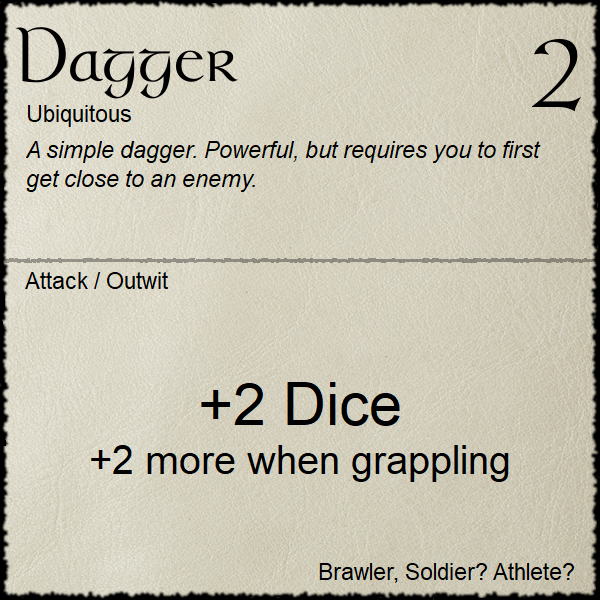 Dagger
2
Ubiquitous
A simple dagger. Powerful, but requires you to first
get close to an enemy.
Attack / Outwit
+2 Dice
+2 more when grappling
Brawler, Soldier? Athlete?